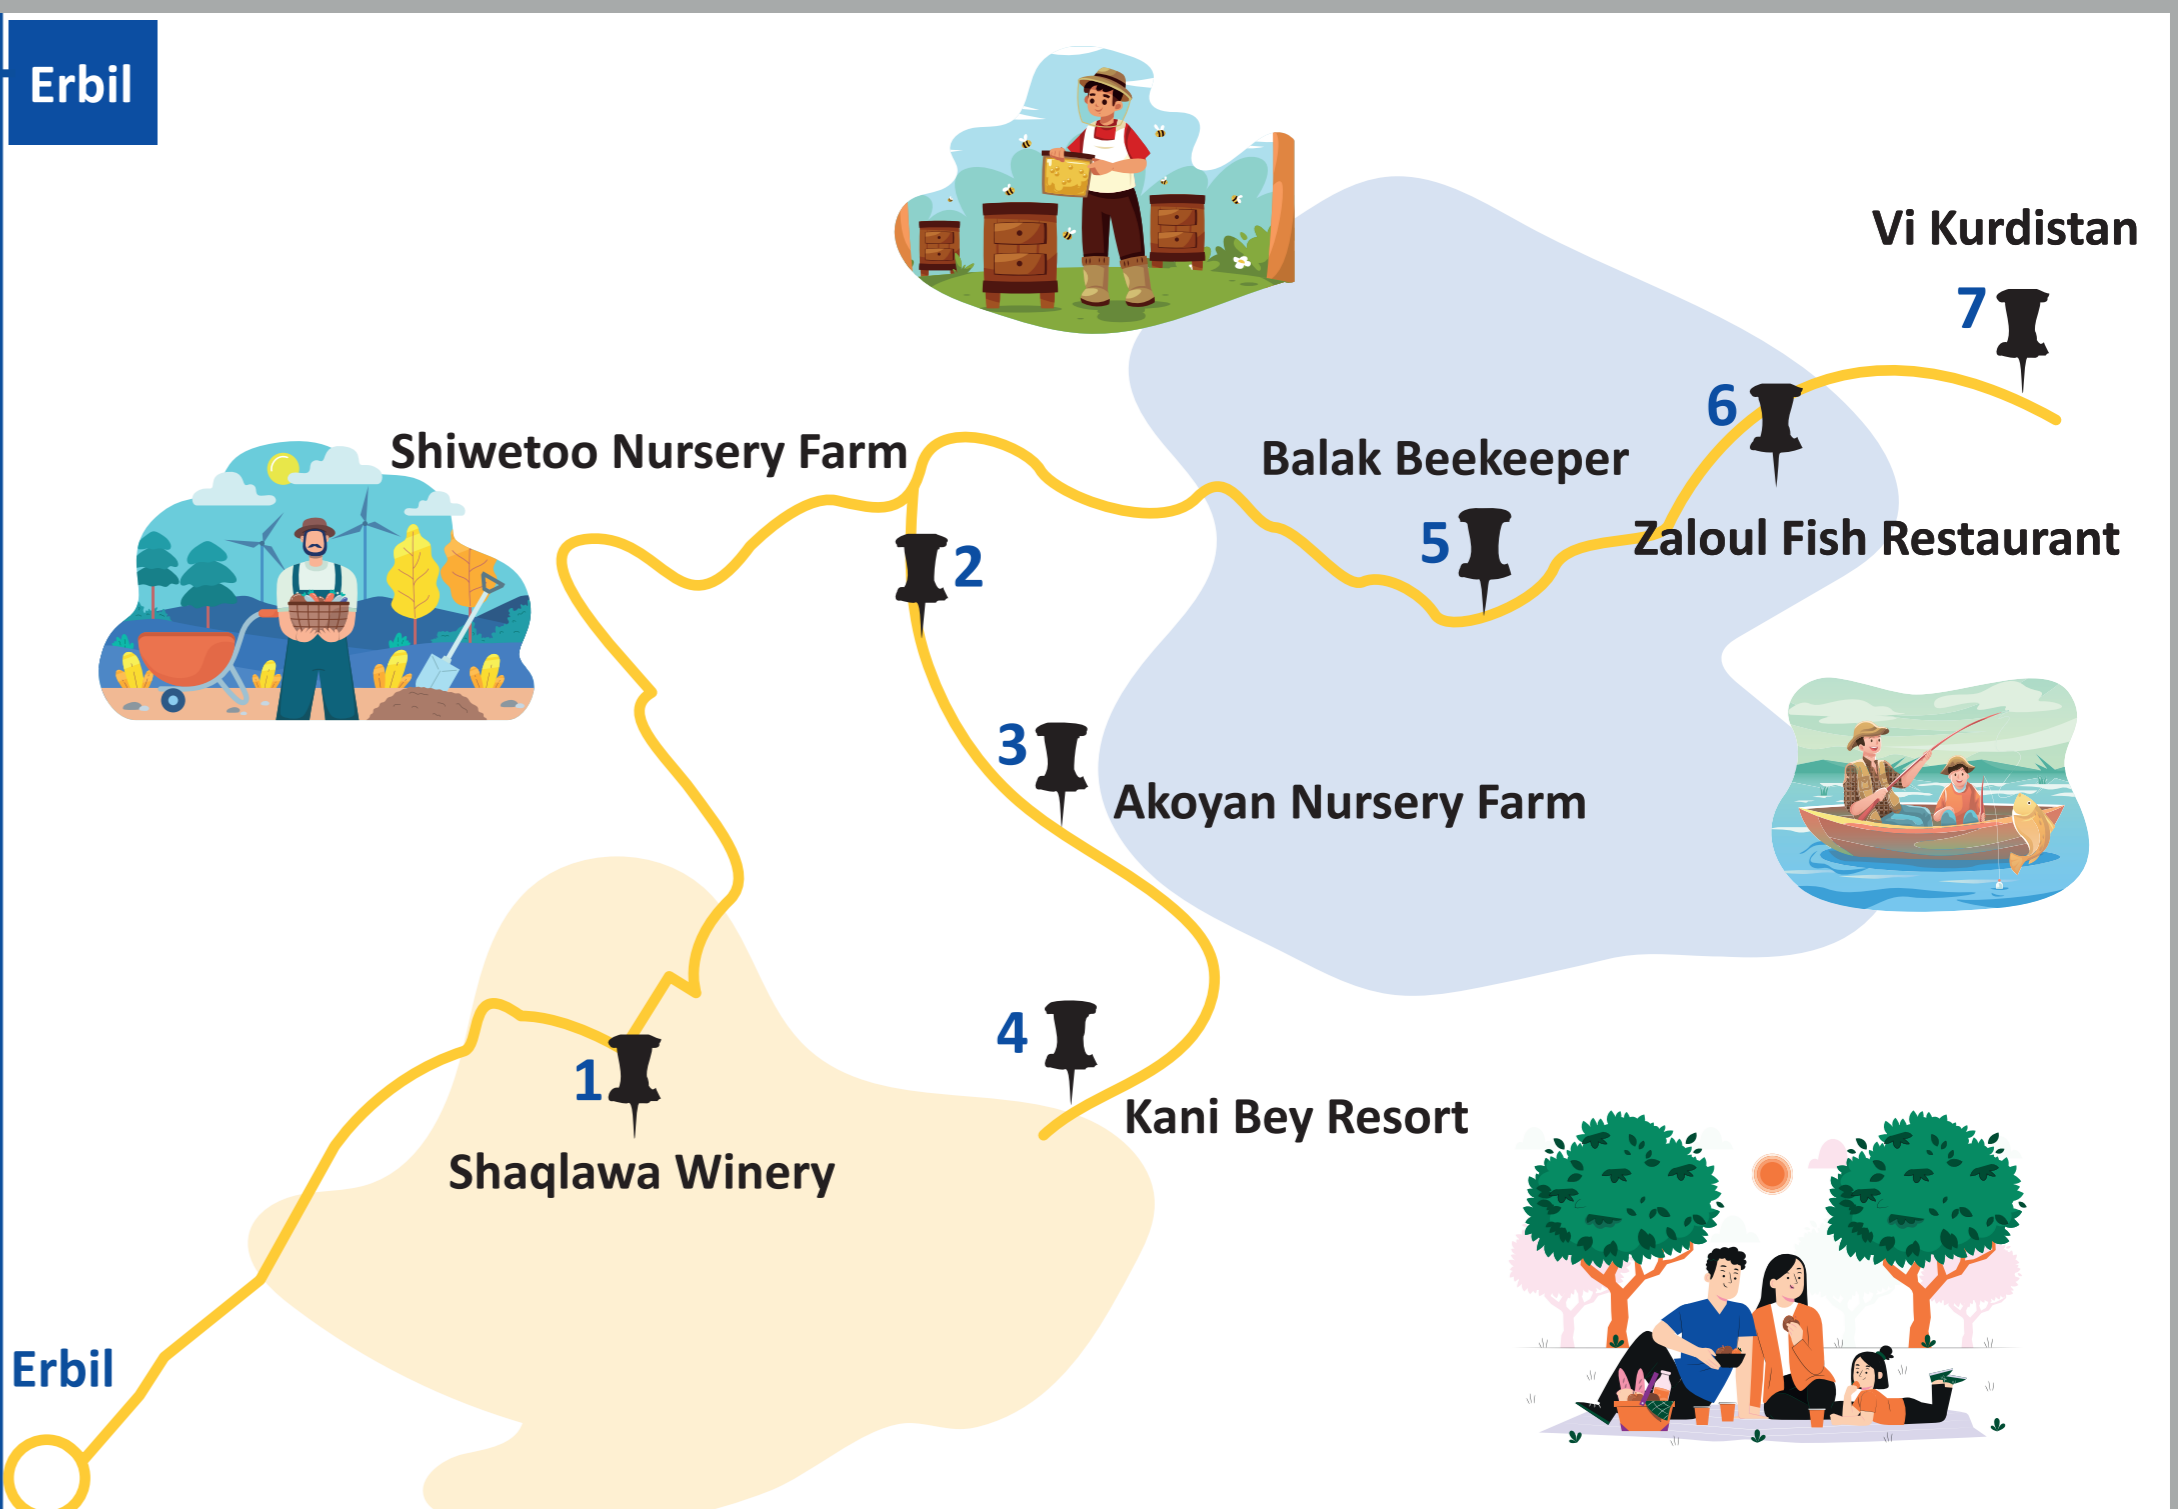 Erbil
Vi Kurdistan
7
6
Shiwetoo Nursery Farm
Balak Beekeeper
5
Zaloul Fish Restaurant
2
3
Akoyan Nursery Farm
4
Kani Bey Resort
1
Shaqlawa Winery
Erbil